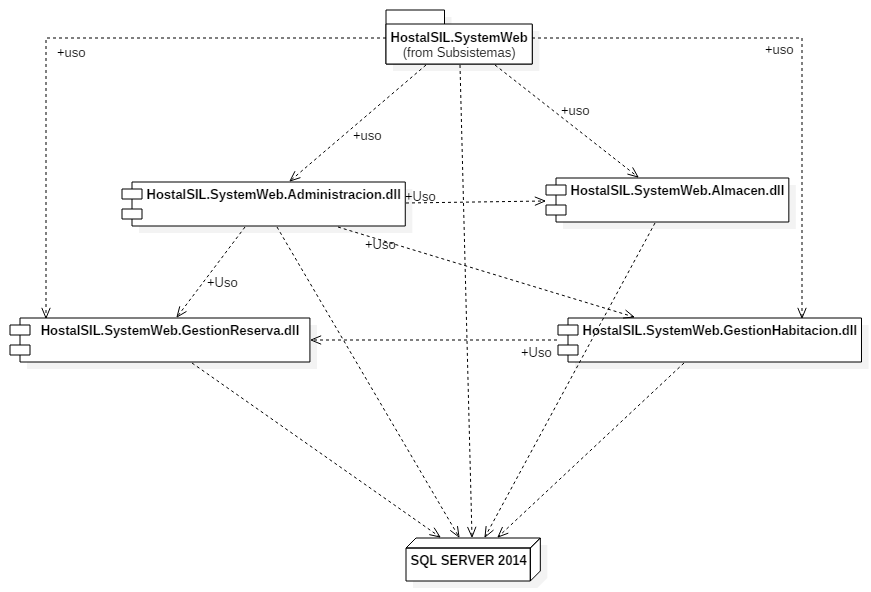 HostalSIL.SystemWeb
(from Subsistemas)
+uso
+uso
+uso
+uso
HostalSIL.SystemWeb.Administracion.dll
+Uso
HostalSIL.SystemWeb.Almacen.dll
+Uso
+Uso
HostalSIL.SystemWeb.GestionReserva.dll
HostalSIL.SystemWeb.GestionHabitacion.dll
+Uso
SQL SERVER 2014